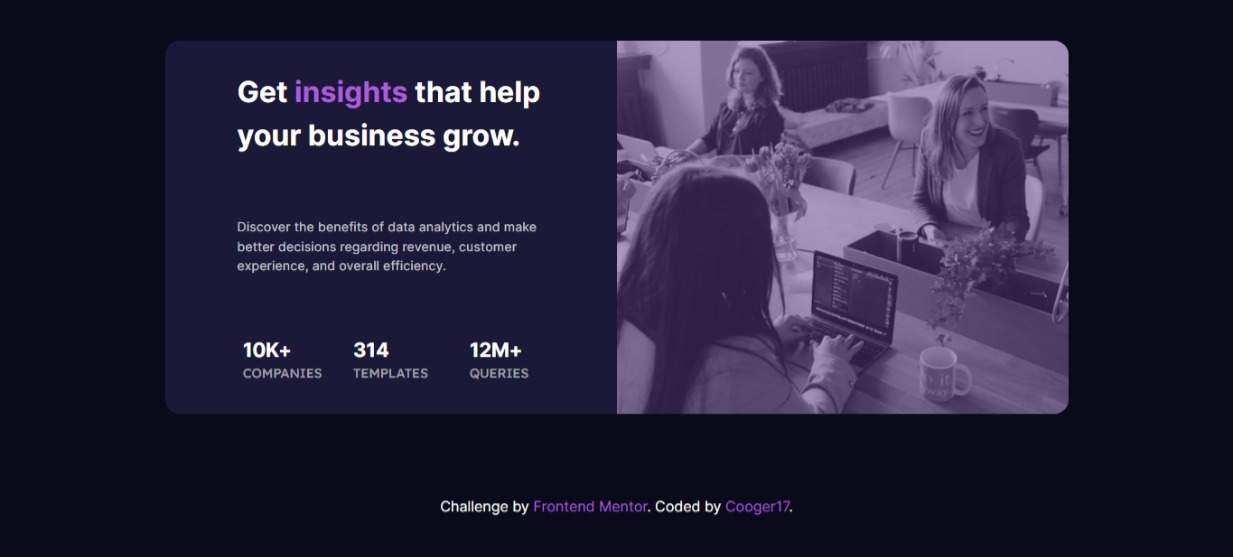 Get insights that help
your business grow.
Discover the benefits of data analytics and make
better decisions regarding revenue, customer
experience, and overall efficiency.
10K+ 314 12M+
COMPANIES TEMPLATES QUERIES
Challenge by Frontend Mentor. Coded by Cooger17.